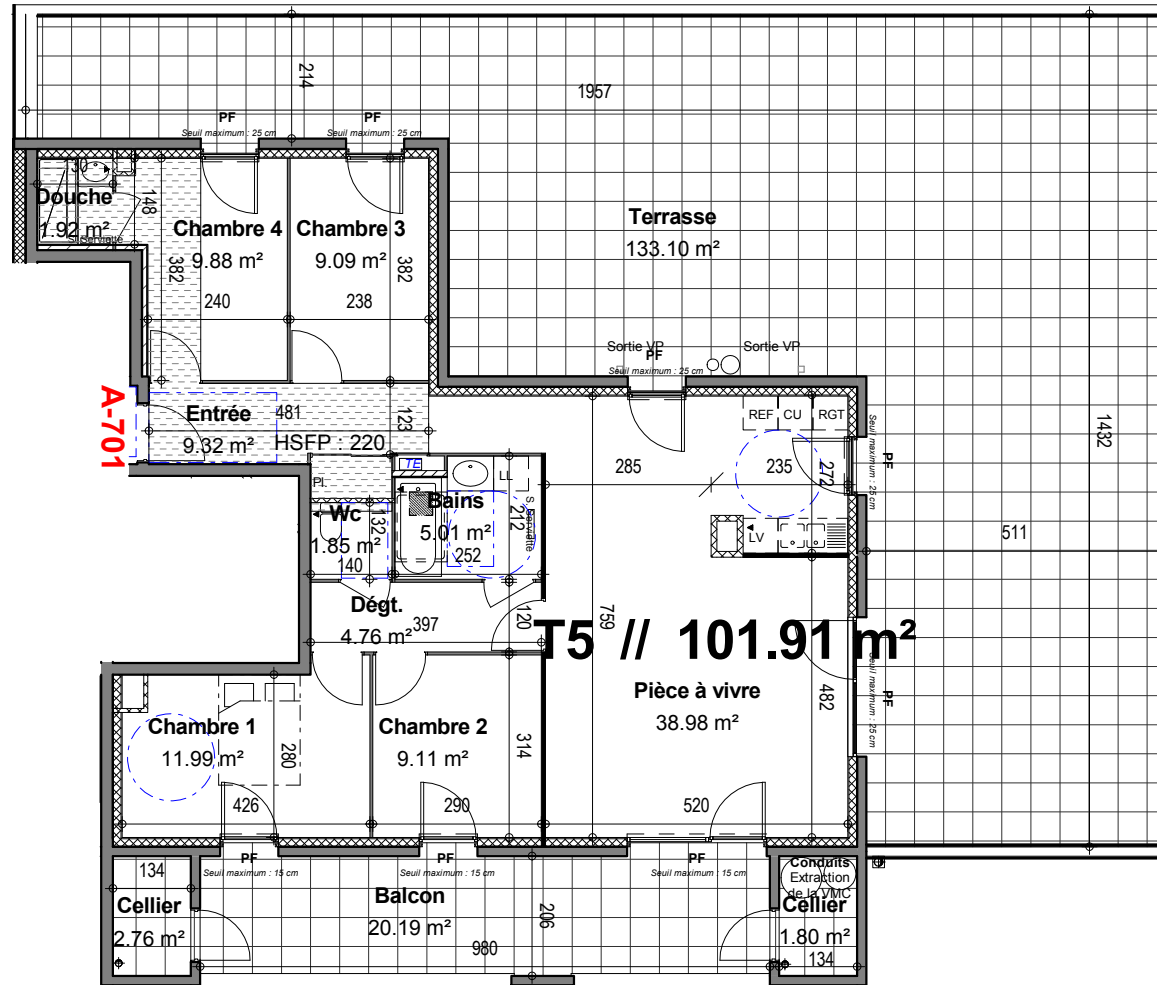 214
1957
PF
Seuil maximum : 25 cm
PF
Seuil maximum : 25 cm
130
Douche
1.92 m²
S. Serviette
148
Chambre 4
9.88 m²
382
240
Chambre 3
9.09 m²
382
238
Terrasse
133.10 m²
Sortie VP
PF
Seuil maximum : 25 cm
Sortie VP
A-701
Entrée
9.32 m²
481
HSFP : 220
123
REF
CU
RGT
PF
Seuil maximum : 25 cm
1432
285
235
272
TE
LL
Pl.
Wc
1.85 m²
132
140
Bains
5.01 m²
212
252
S. Serviette
LV
511
Dégt.
4.76 m²
397
120
759
T5 // 101.91 m²
Pièce à vivre
38.98 m²
482
PF
Seuil maximum : 25 cm
Chambre 1
11.99 m²
280
426
Chambre 2
9.11 m²
314
290
520
PF
Seuil maximum : 15 cm
PF
Seuil maximum : 15 cm
PF
Seuil maximum : 15 cm
134
Cellier
2.76 m²
Balcon
20.19 m²
206
980
Conduits
Extraction
de la VMC
Cellier
1.80 m²
134